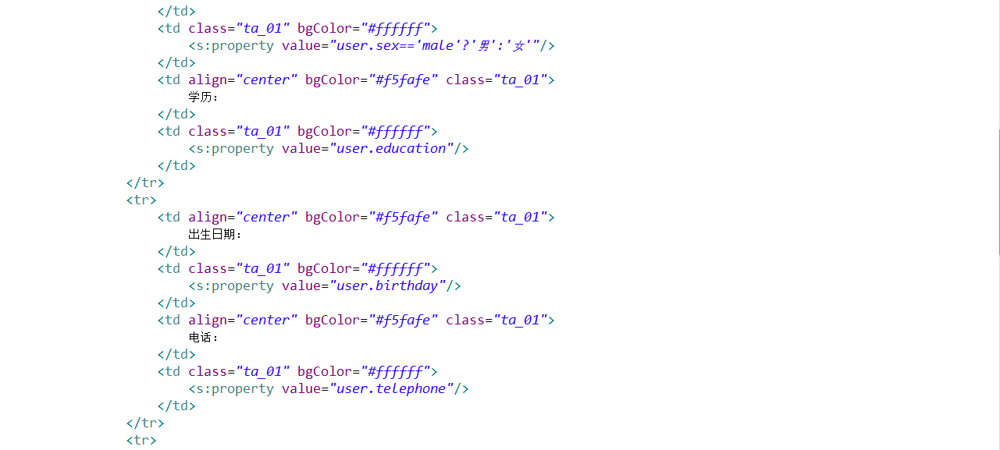 </td>
<td class="ta_01" bgColor="#ffffff">
<s:property value="user.sex=='male'?'男':'女'"/>
</td>
<td align="center" bgColor="#f5fafe" class="ta_01">
学历：
</td>
<td class="ta_01" bgColor="#ffffff">
<s:property value="user.education"/>
</td>
</tr>
<tr>
<td align="center" bgColor="#f5fafe" class="ta_01">
出生日期：
</td>
<td class="ta_01" bgColor="#ffffff">
<s:property value="user.birthday"/>
</td>
<td align="center" bgColor="#f5fafe" class="ta_01">
电话：
</td>
<td class="ta_01" bgColor="#ffffff">
<s:property value="user.telephone"/>
</td>
</tr>
<tr>